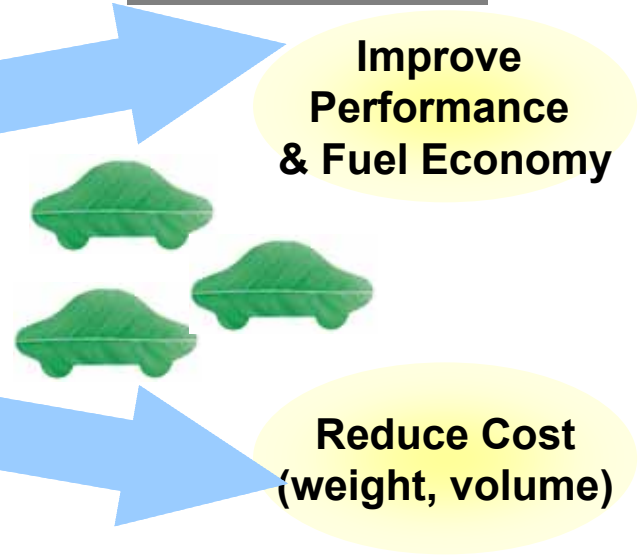 Improve
Performance
& Fuel Economy
Reduce Cost
(weight, volume)